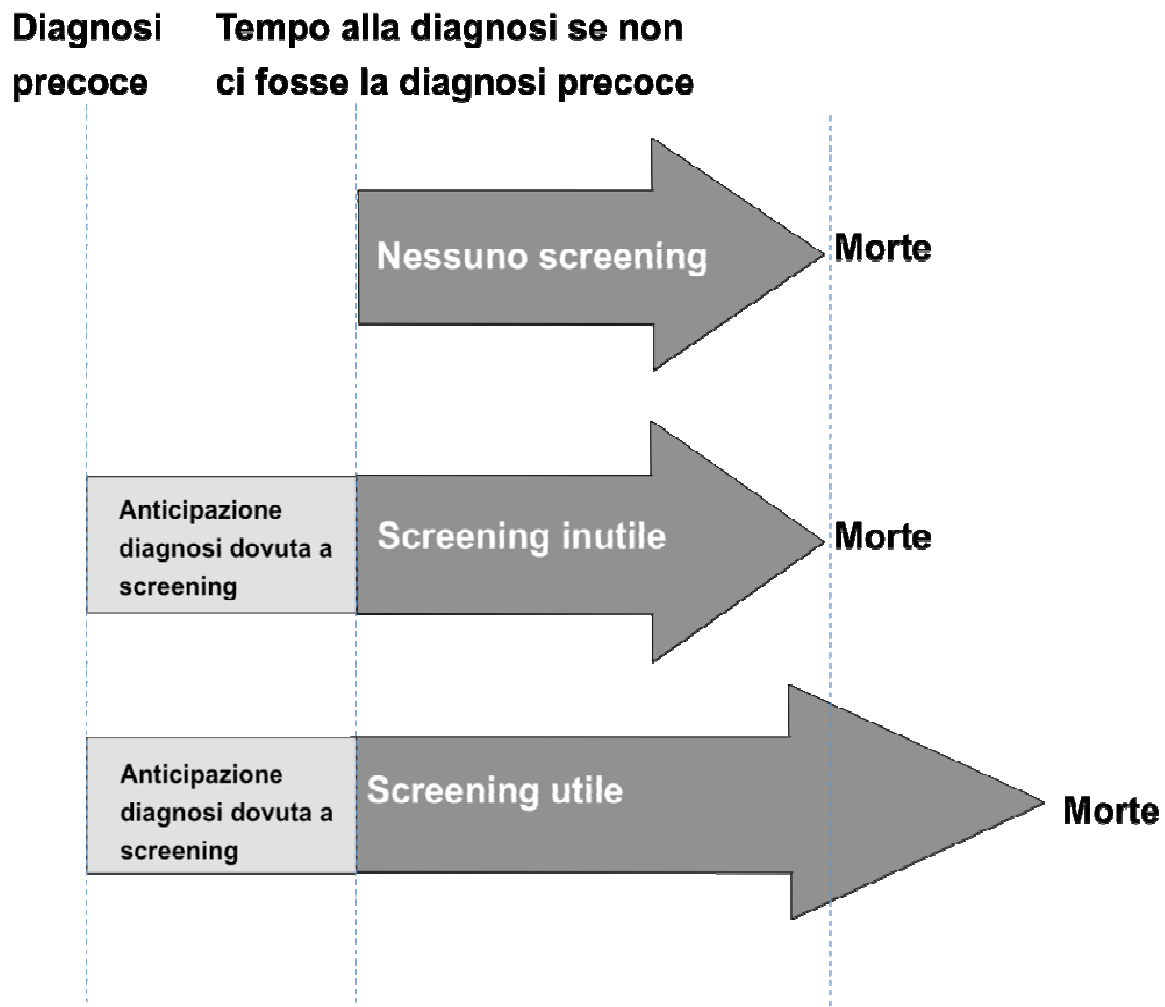 Diagnosi
precoce
Tempo alla diagnosi se non
ci fosse la diagnosi precoce
Nessuno screening
Morte
Anticipazione
diagnosi dovuta a
screening
Screening inutile
Morte
Anticipazione
diagnosi dovuta a
screening
Screening utile
Morte